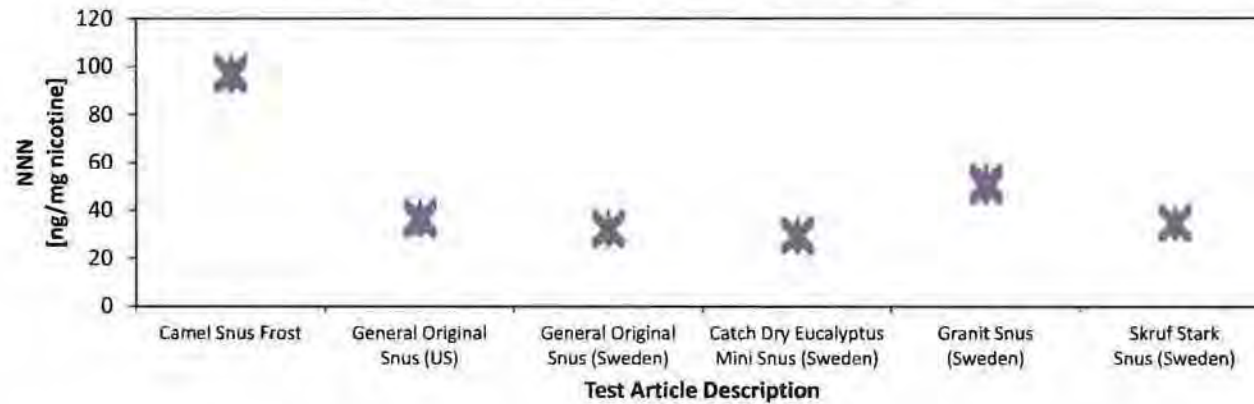 120
100
80
60
40
20
0
NNN
[ng/mg nicotine]
Camel Snus Frost
General Original
Snus (US)
General Original
Snus (Sweden)
Catch Dry Eucalyptus
Mini Snus (Sweden)
Granit Snus
(Sweden)
Skruf Stark
Snus (Sweden)
Test Article Description